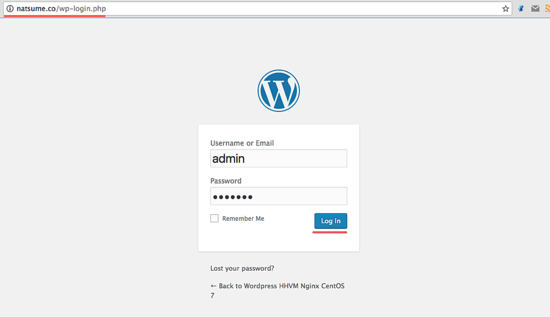 natsume.co/wp-login.php
Username or Email
admin
Password
•••••••
Remember Me
Log In
Lost your password?
← Back to Wordpress HHVM Nginx CentOS
7